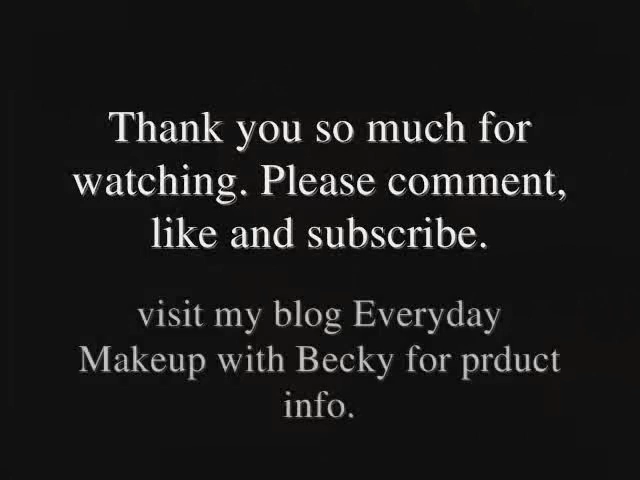 Thank you so much for
watching. Please comment,
like and subscribe.
visit my blog Everyday
Makeup with Becky for prduct
info.